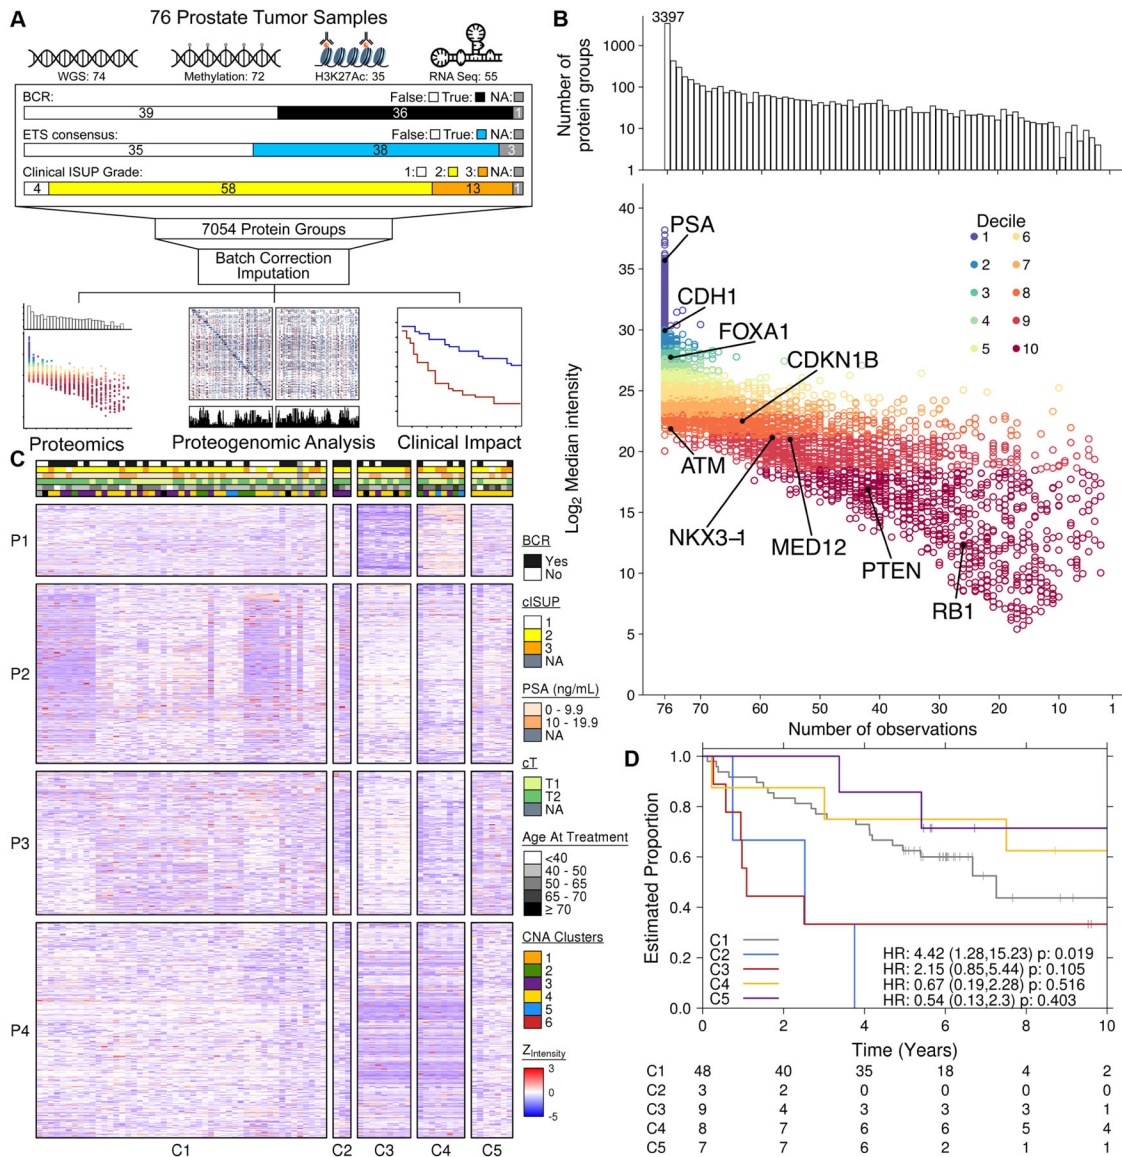 A
76 Prostate Tumor Samples
WGS: 74
Methylation: 72
H3K27Ac: 35
RNA Seq: 55
BCR:
False: True: NA:
39
36
1
ETS consensus:
False: True: NA:
35
38
3
Clinical ISUP Grade:
1: 2: 3: NA:
4
58
13
1
7054 Protein Groups
Batch Correction
Imputation
Proteomics
Proteogenomic Analysis
Clinical Impact
B
3397
Number of
protein groups
1000
100
10
1
Log2 Median intensity
40
35
30
25
20
15
10
5
0
PSA
CDH1
FOXA1
CDKN1B
ATM
NKX3–1
MED12
PTEN
RB1
Decile
1
2
3
4
5
6
7
8
9
10
76
70
60
50
40
30
20
10
1
Number of observations
C
P1
P2
P3
P4
C1
C2
C3
C4
C5
BCR
Yes
No
cISUP
1
2
3
NA
PSA (ng/mL)
0 - 9.9
10 - 19.9
NA
cT
T1
T2
NA
Age At Treatment
<40
40 - 50
50 - 65
65 - 70
≥ 70
CNA Clusters
1
2
3
4
5
6
ZIntensity
3
0
-5
D
Estimated Proportion
1.0
0.8
0.6
0.4
0.2
0.0
C1
C2
C3
C4
C5
HR: 4.42 (1.28,15.23) p: 0.019
HR: 2.15 (0.85,5.44) p: 0.105
HR: 0.67 (0.19,2.28) p: 0.516
HR: 0.54 (0.13,2.3) p: 0.403
0 2 4 6 8 10
Time (Years)
C1 48 40 35 18 4 2
C2 3 2 0 0 0 0
C3 9 4 3 3 3 1
C4 8 7 6 6 5 4
C5 7 7 6 2 1 1